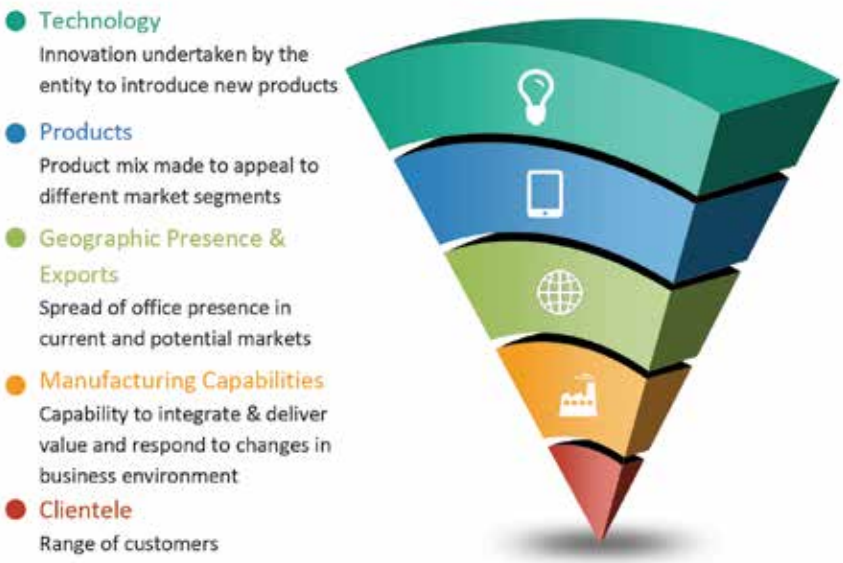 Technology
Innovation undertaken by the
entity to introduce new products
Products
Product mix made to appeal to
different market segments
Geographic Presence &
Exports
Spread of office presence in
current and potential markets
Manufacturing Capabilities
Capability to integrate & deliver
value and respond to changes in
business environment
Clientele
Range of customers